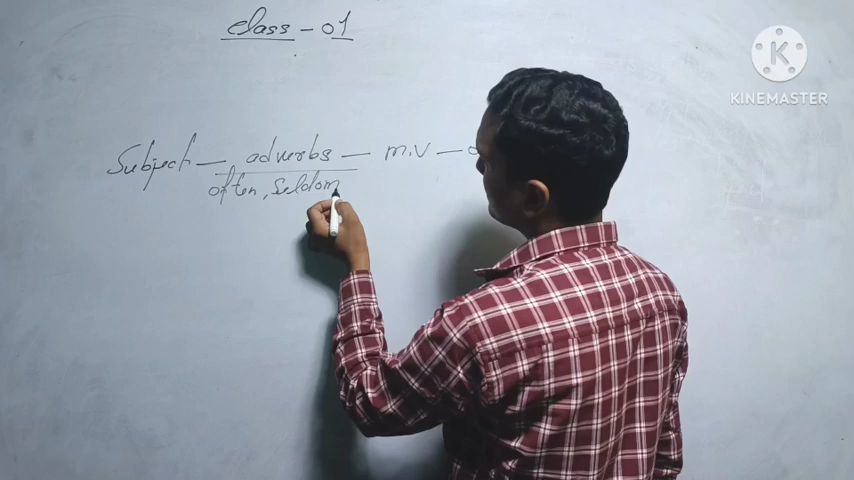 class - 01
KINEMASTER
Subject — adverbs — m.v —
often, seldom